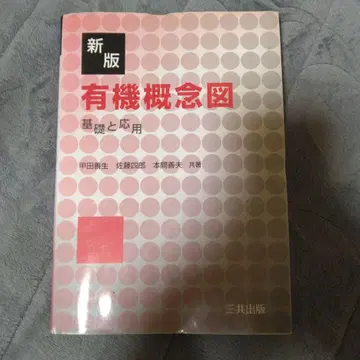 新版
有機概念図
基礎と応用
甲田善生 佐藤四郎 本間善夫 共著
三共出版